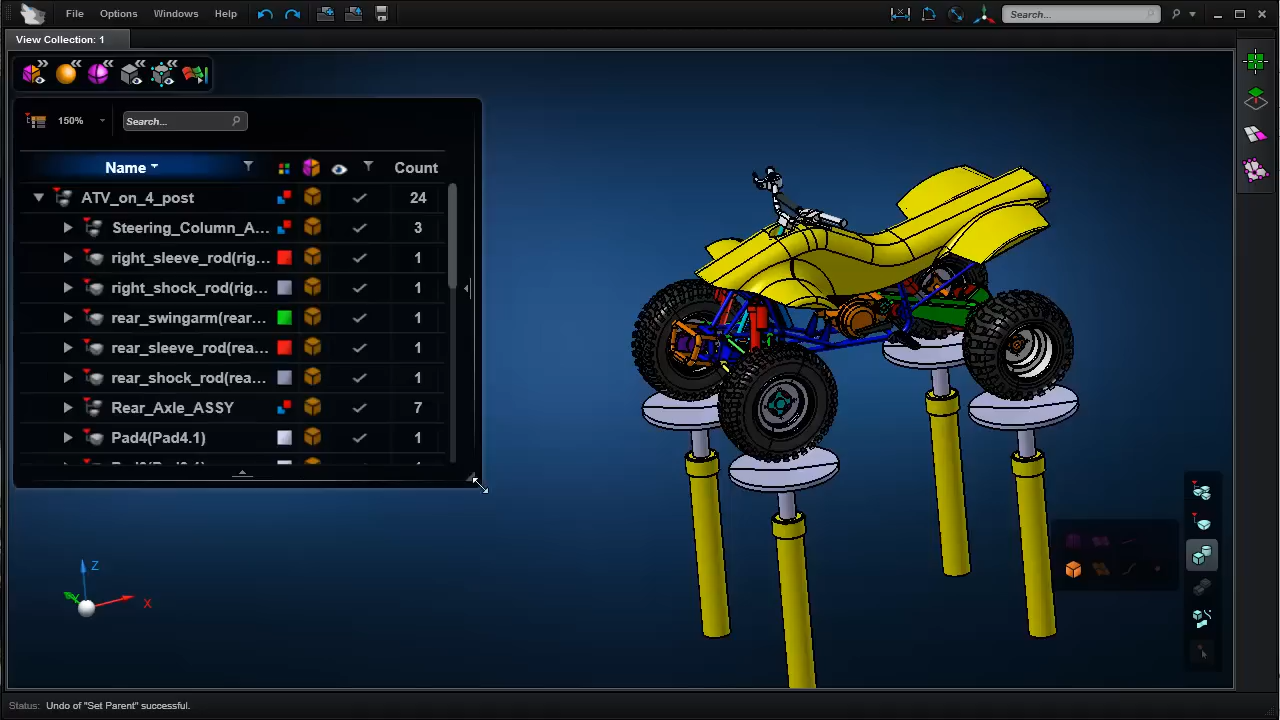 File Options Windows Help Search...
View Collection: 1
150% Search...
Name Count
ATV_on_4_post 24
Steering_Column_A... 3
right_sleeve_rod(rig... 1
right_shock_rod(rig... 1
rear_swingarm(rear... 1
rear_sleeve_rod(rea... 1
rear_shock_rod(rea... 1
Rear_Axle_ASSY 7
Pad4(Pad4.1) 1
Z
X
Status: Undo of "Set Parent" successful.